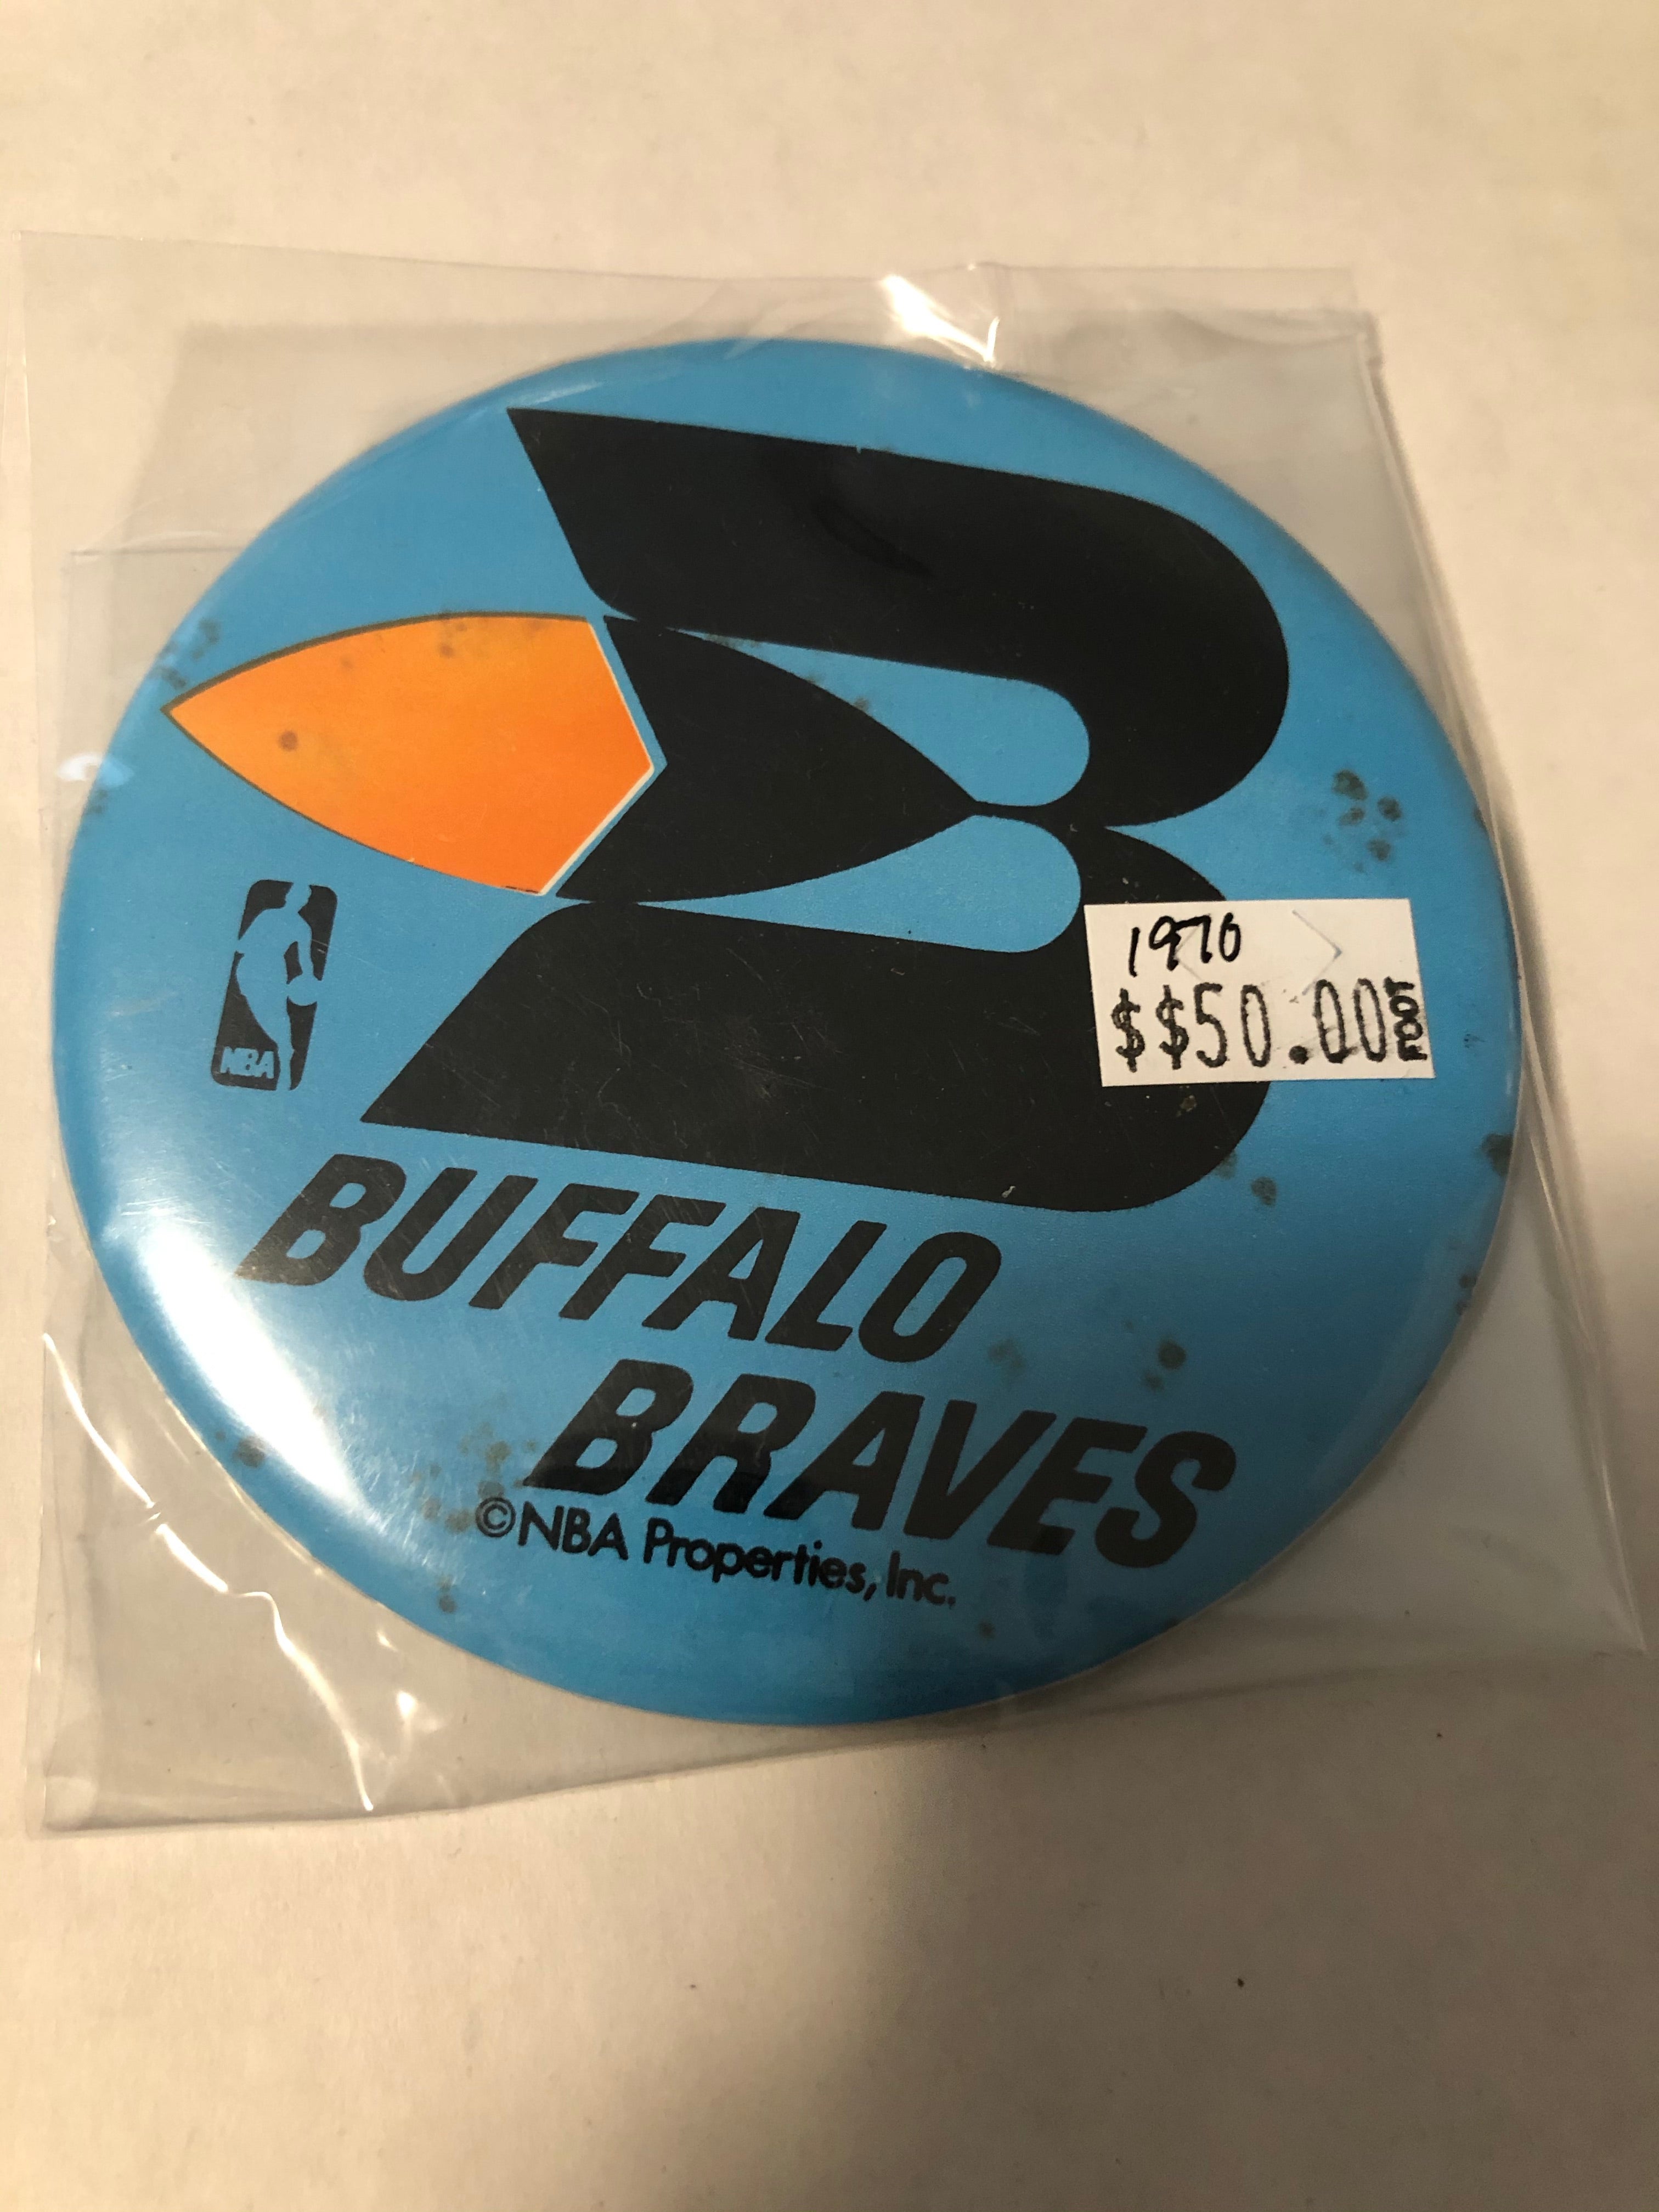 1970
$$50.00
NBA
BUFFALO
BRAVES
©NBA Properties, Inc.